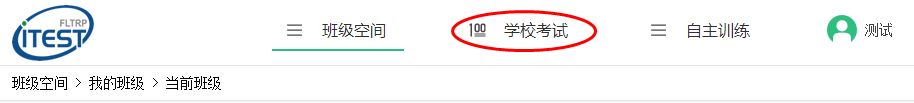 FLTRP
iTEST
班级空间
100 学校考试
自主训练
测试
班级空间 > 我的班级 > 当前班级